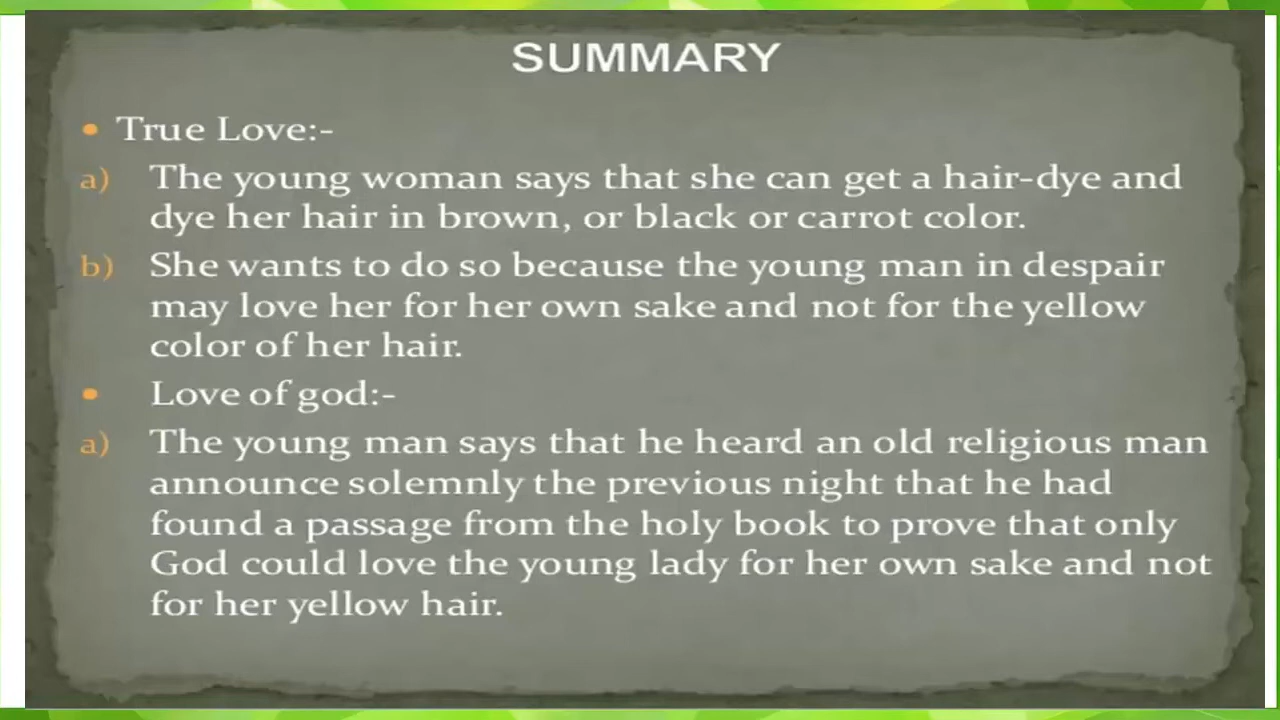 SUMMARY
• True Love:-
a) The young woman says that she can get a hair-dye and
dye her hair in brown, or black or carrot color.
b) She wants to do so because the young man in despair
may love her for her own sake and not for the yellow
color of her hair.
• Love of god:-
a) The young man says that he heard an old religious man
announce solemnly the previous night that he had
found a passage from the holy book to prove that only
God could love the young lady for her own sake and not
for her yellow hair.